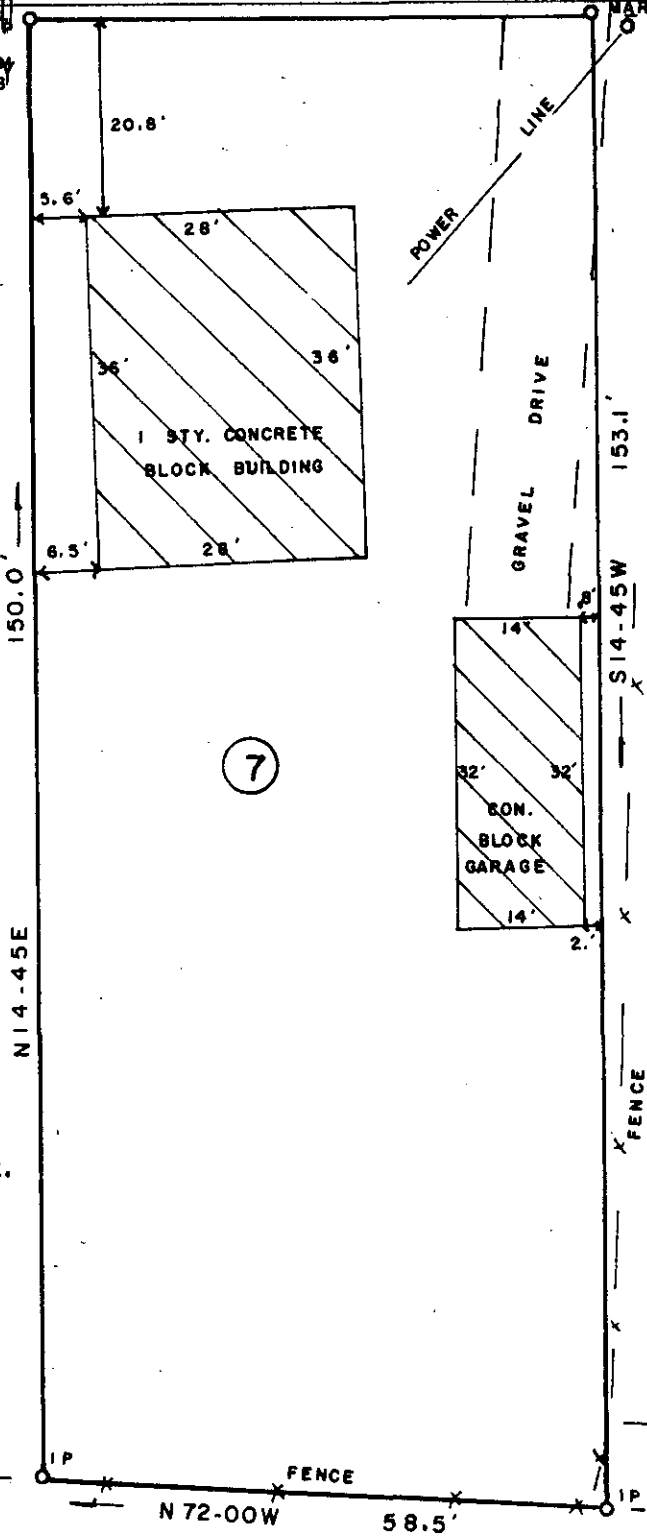 20.8'
LINE
POWER
5.6'
28'
36'
36'
1 STY. CONCRETE
BLOCK BUILDING
28'
6.5'
150.0'
N14-45E
GRAVEL DRIVE
153.1'
S14-45W
14'
32'
32'
CON.
BLOCK
GARAGE
14'
2.'
7
FENCE
IP
FENCE
IP
N 72-00W
58.5'